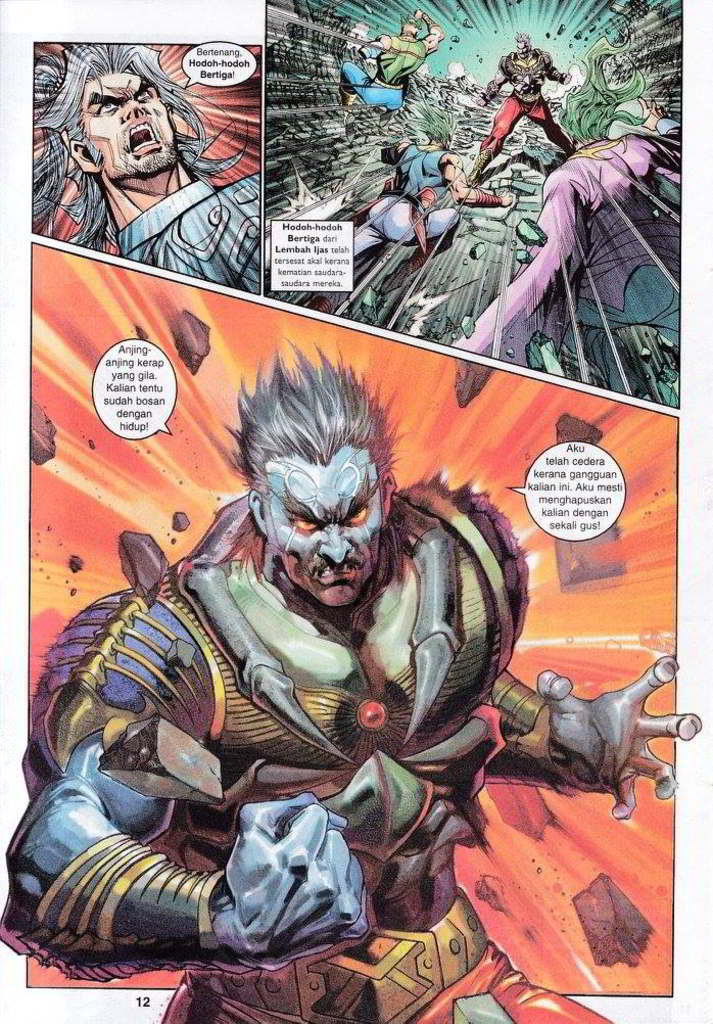 Bertenang,
Hodoh-hodoh
Bertiga!
Hodoh-hodoh
Bertiga dari
Lembah Ijas telah
tersesat akal kerana
kematian saudara-
saudara mereka.
Anjing-
anjing kerap
yang gila.
Kalian tentu
sudah bosan
dengan
hidup!
Aku
telah cedera
kerana gangguan
kalian ini. Aku mesti
menghapuskan
kalian dengan
sekali gus!
12